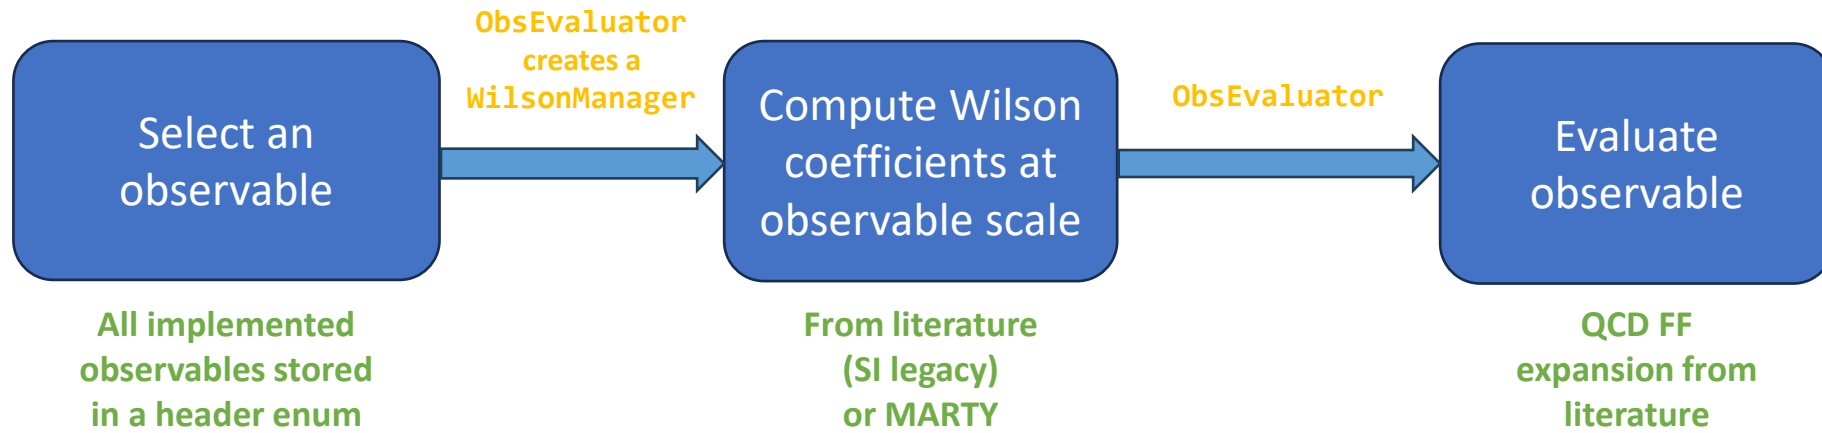 ObsEvaluator
creates a
WilsonManager
ObsEvaluator
Select an
observable
Compute Wilson
coefficients at
observable scale
Evaluate
observable
All implemented
observables stored
in a header enum
From literature
(SI legacy)
or MARTY
QCD FF
expansion from
literature